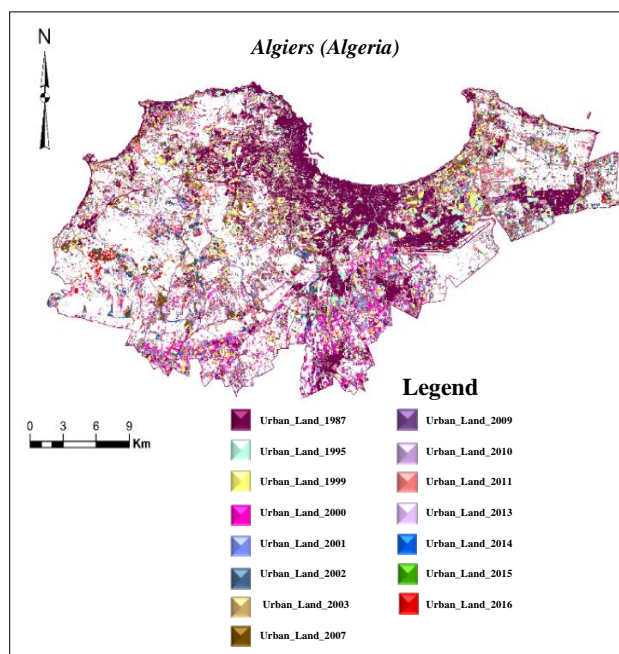 N
Algiers (Algeria)
Legend
0 3 6 9
Km
Urban_Land_1987
Urban_Land_1995
Urban_Land_1999
Urban_Land_2000
Urban_Land_2001
Urban_Land_2002
Urban_Land_2003
Urban_Land_2007
Urban_Land_2009
Urban_Land_2010
Urban_Land_2011
Urban_Land_2013
Urban_Land_2014
Urban_Land_2015
Urban_Land_2016